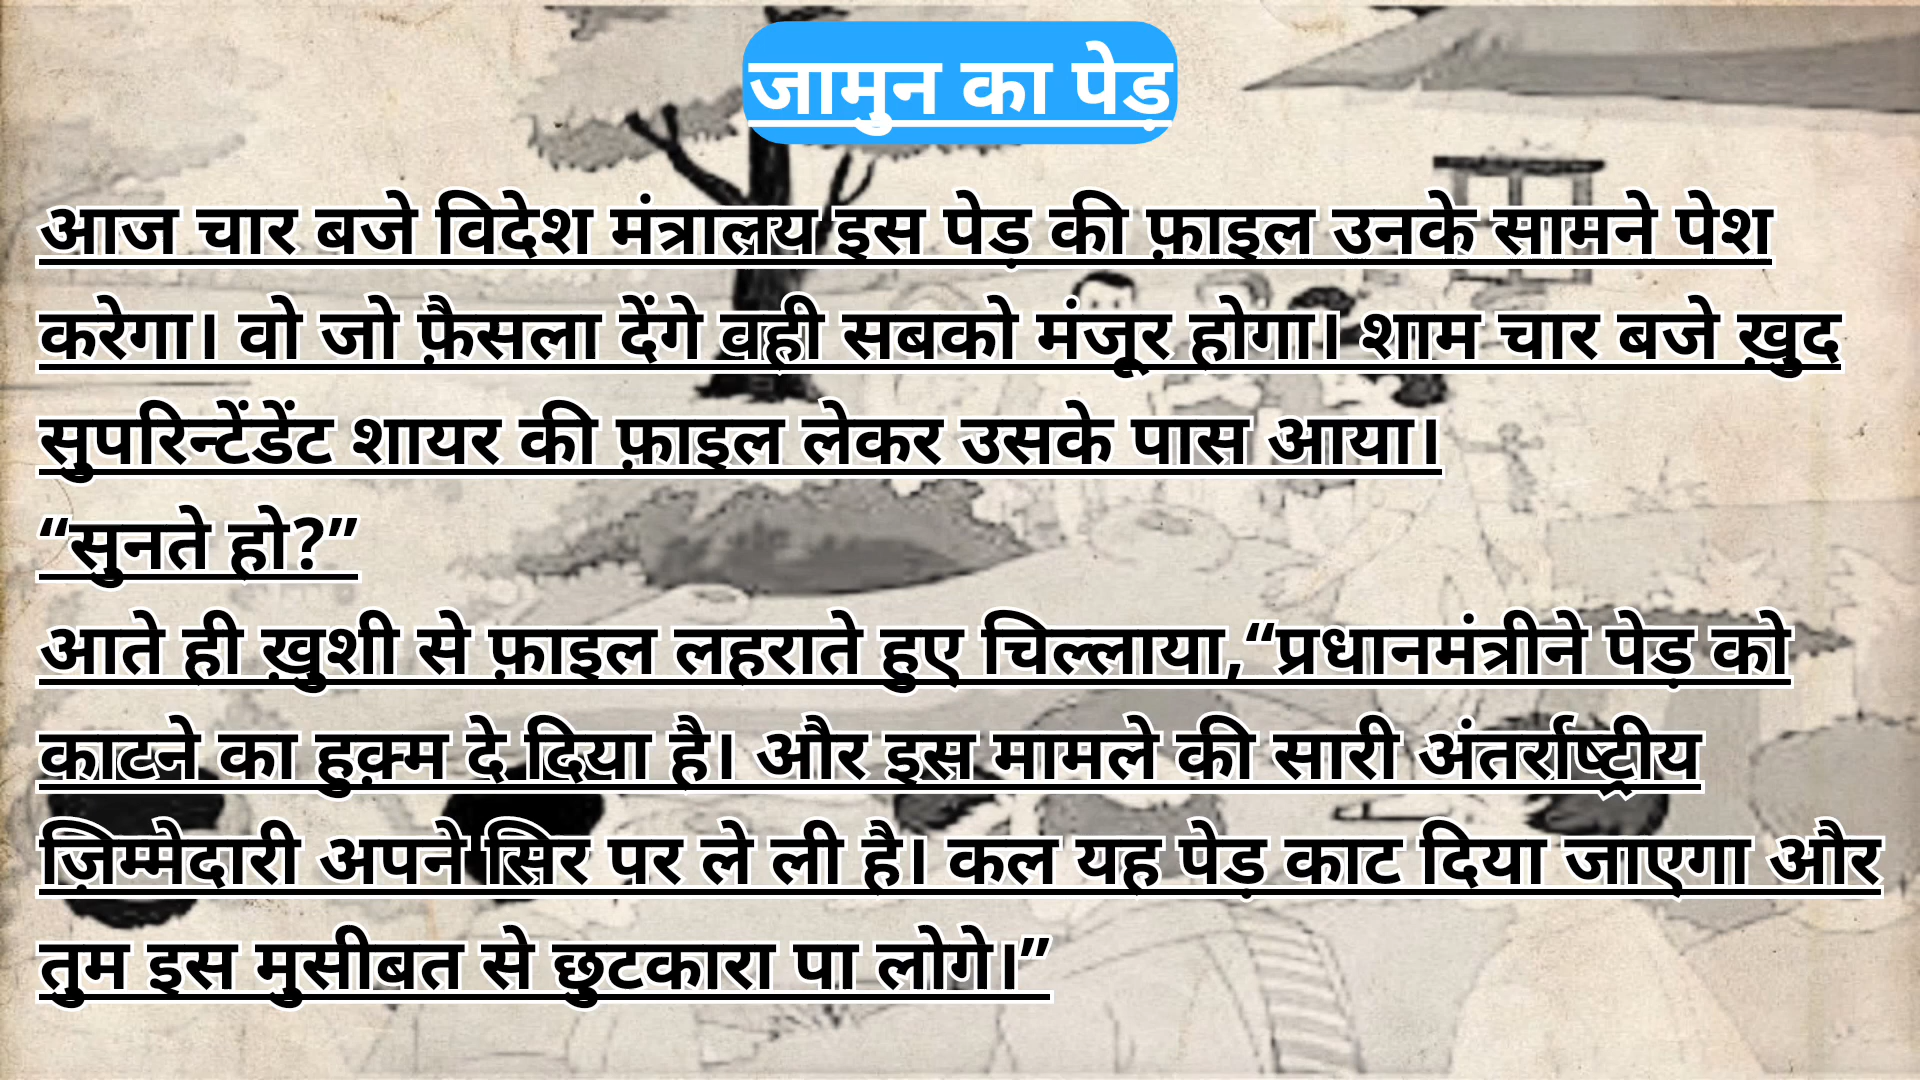 जामुन का पेड़
आज चार बजे विदेश मंत्रालय इस पेड़ की फ़ाइल उनके सामने पेश
करेगा। वो जो फ़ैसला देंगे वही सबको मंजूर होगा। शाम चार बजे ख़ुद
सुपरिन्टेंडेंट शायर की फ़ाइल लेकर उसके पास आया।
“सुनते हो?”
आते ही ख़ुशी से फ़ाइल लहराते हुए चिल्लाया,“प्रधानमंत्रीने पेड़ को
काटने का हुक़्म दे दिया है। और इस मामले की सारी अंतर्राष्ट्रीय
ज़िम्मेदारी अपने सिर पर ले ली है। कल यह पेड़ काट दिया जाएगा और
तुम इस मुसीबत से छुटकारा पा लोगे।”